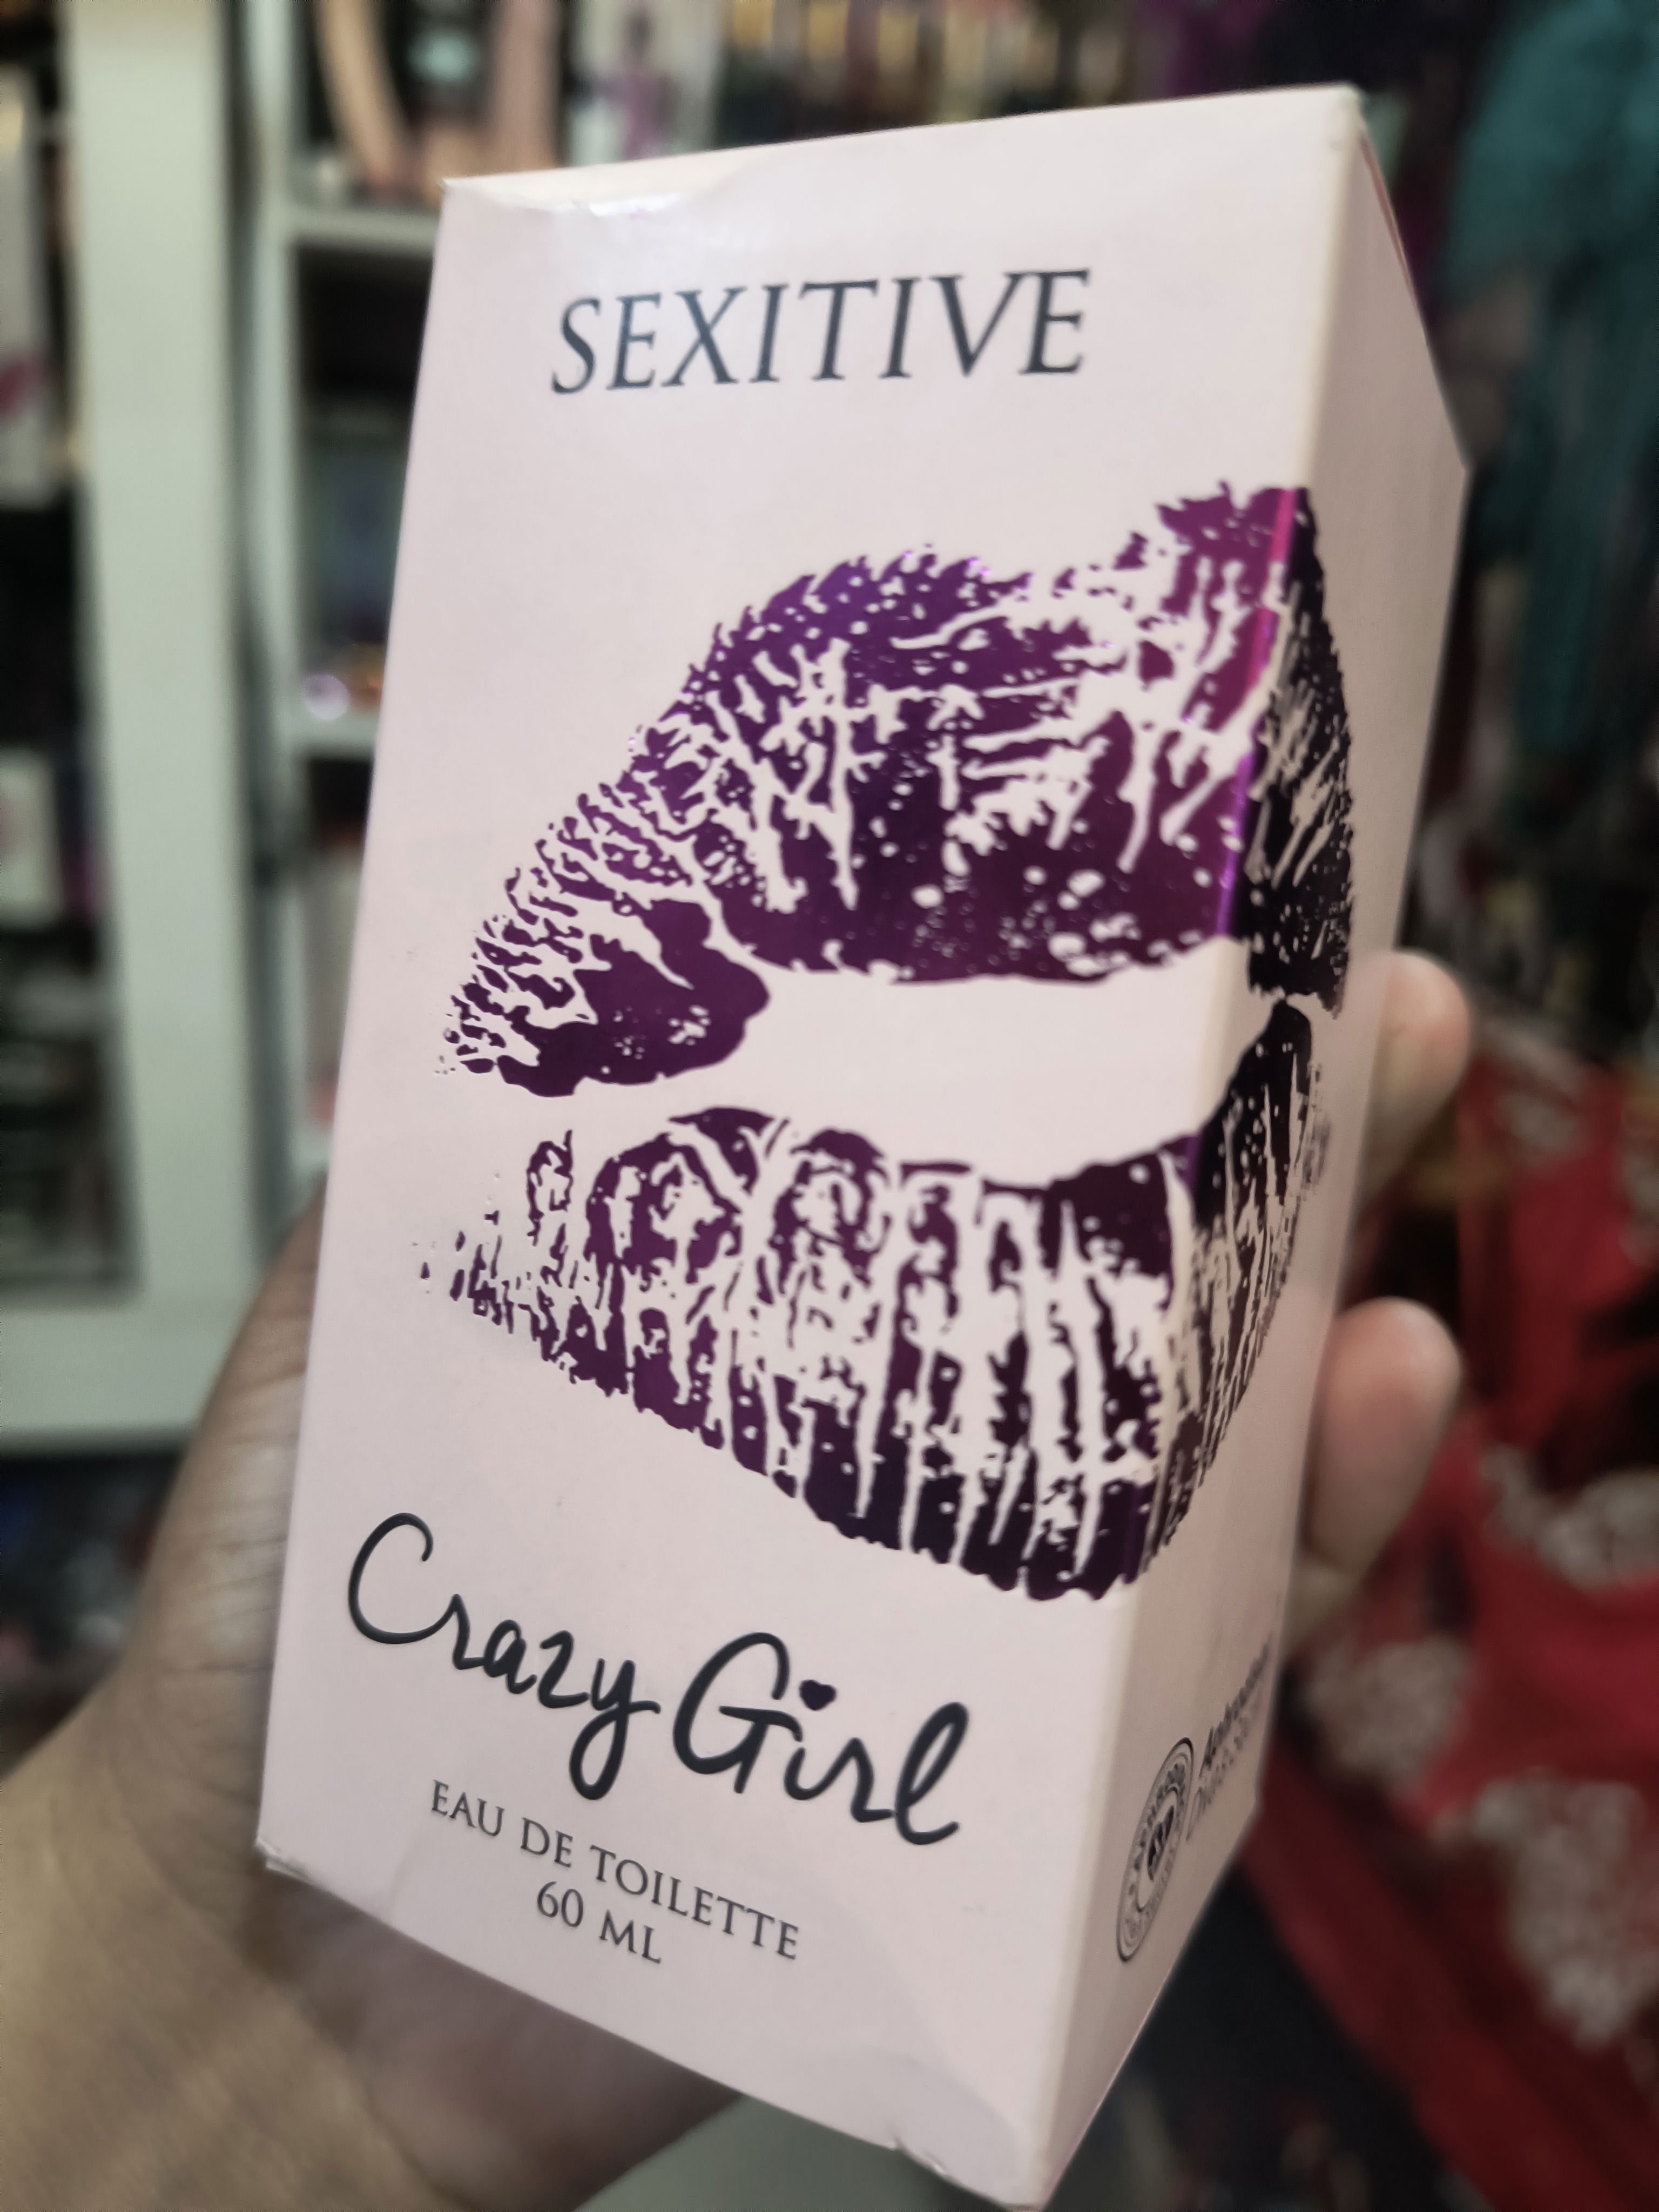 SEXITIVE
Crazy Girl
EAU DE TOILETTE
60 ML